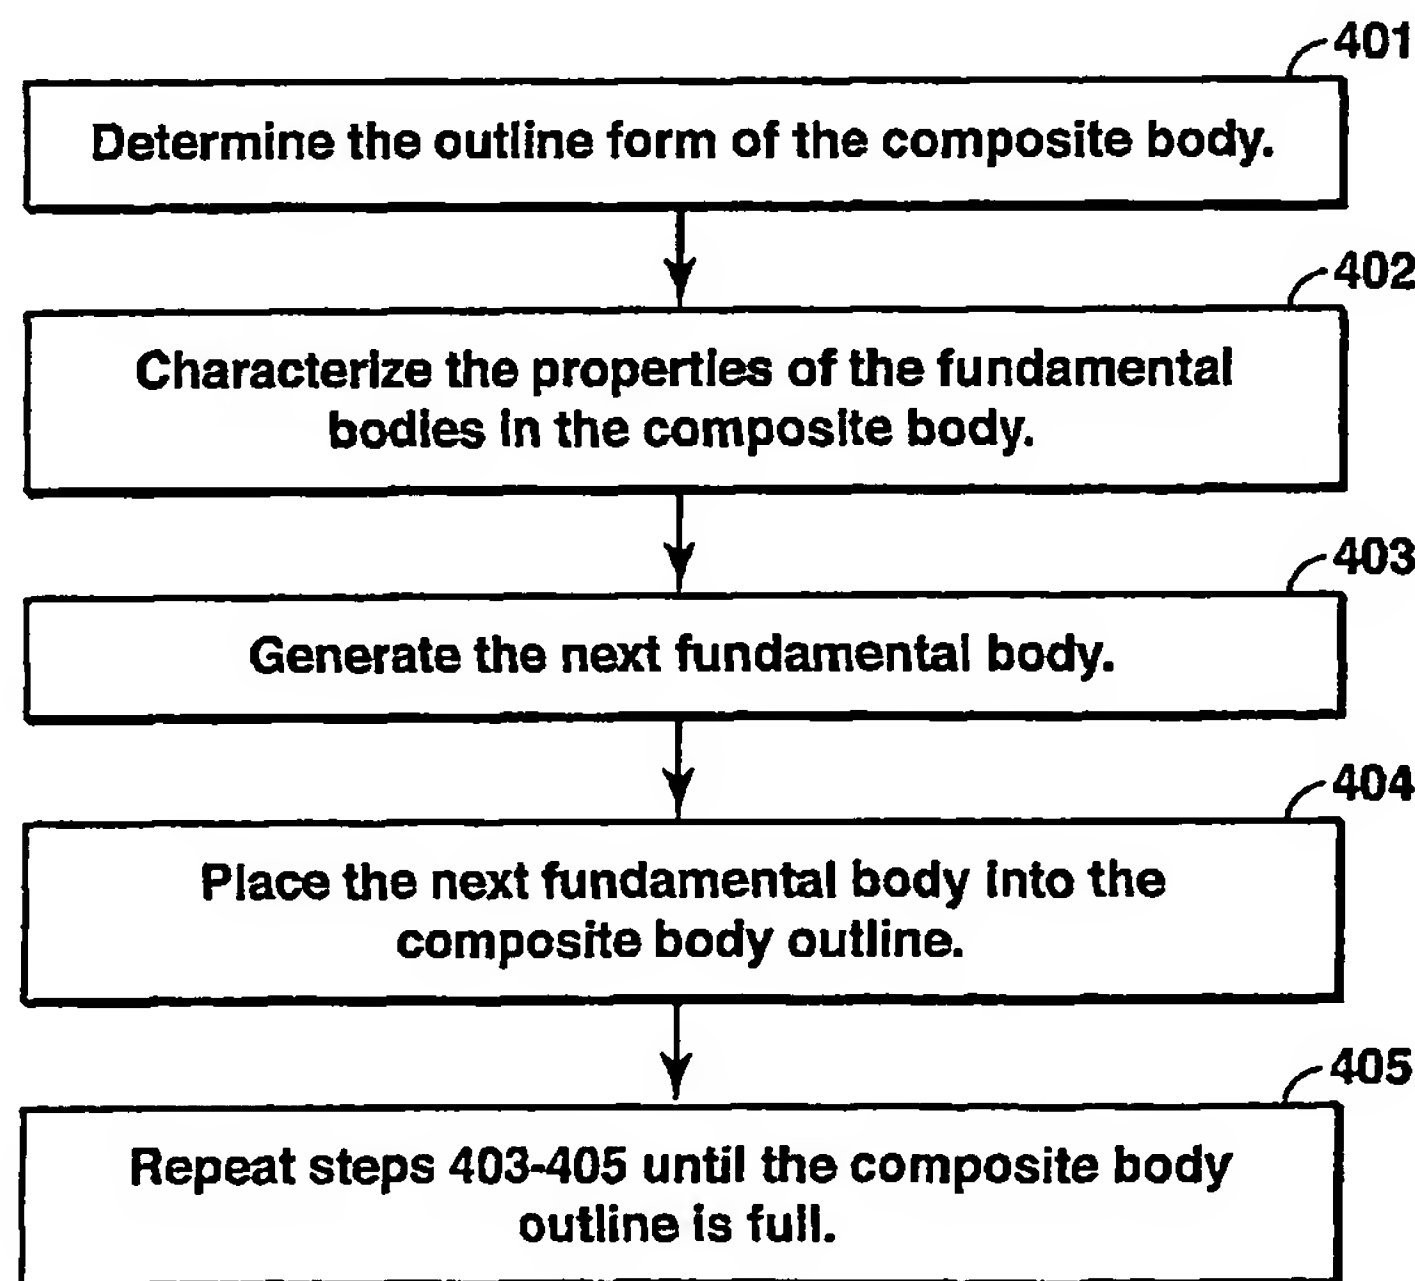 401
Determine the outline form of the composite body.
402
Characterize the properties of the fundamental
bodies in the composite body.
403
Generate the next fundamental body.
404
Place the next fundamental body into the
composite body outline.
405
Repeat steps 403-405 until the composite body
outline is full.